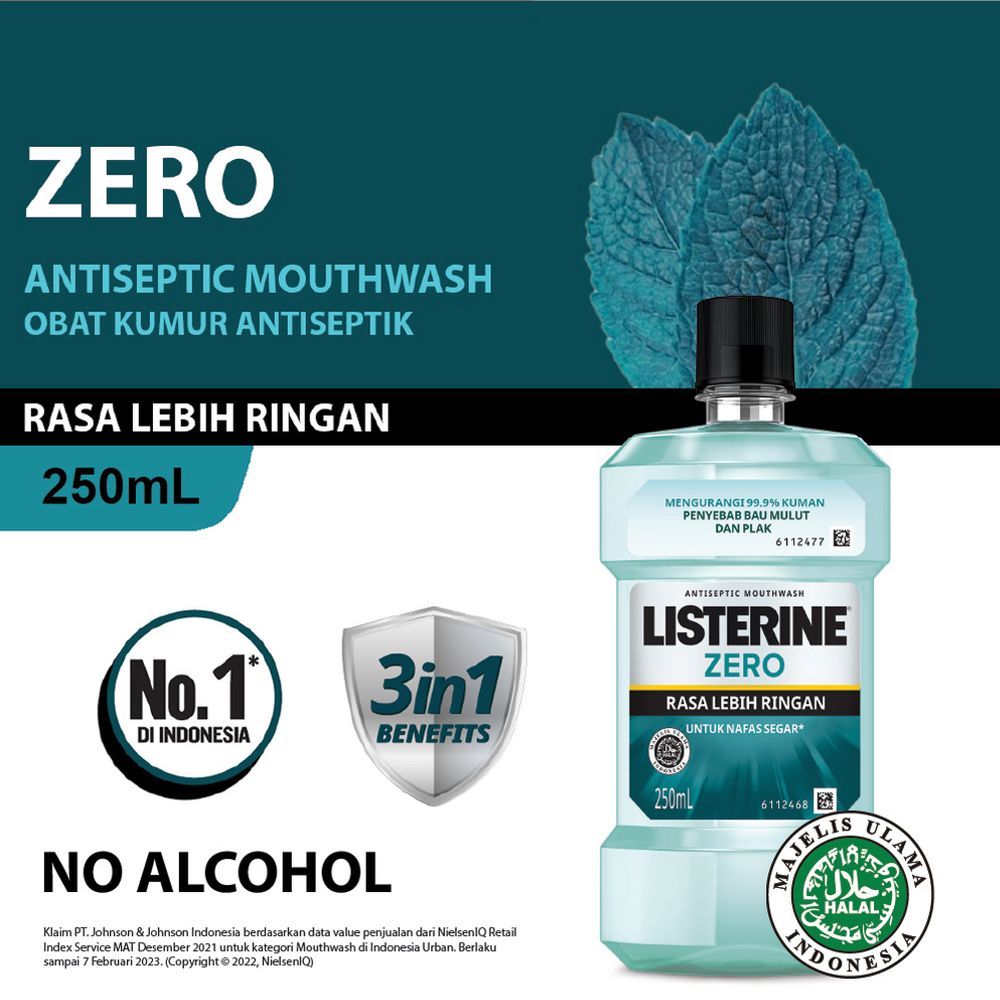 ZERO
ANTISEPTIC MOUTHWASH
OBAT KUMUR ANTISEPTIK
RASA LEBIH RINGAN
250mL
No.1*
DI INDONESIA
3in1
BENEFITS
NO ALCOHOL
Klaim PT. Johnson & Johnson Indonesia berdasarkan data value penjualan dari NielsenIQ Retail
Index Service MAT Desember 2021 untuk kategori Mouthwash di Indonesia Urban. Berlaku
sampai 7 Februari 2023. (Copyright © 2022, NielsenIQ)
MENGURANGI 99.9% KUMAN
PENYEBAB BAU MULUT
DAN PLAK
6112477
ANTISEPTIC MOUTHWASH
LISTERINE®
ZERO
RASA LEBIH RINGAN
UNTUK NAFAS SEGAR*
MAJELIS ULAMA
HALAL
INDONESIA
250mL
6112468
MAJELIS ULAMA
حلال
HALAL
INDONESIA